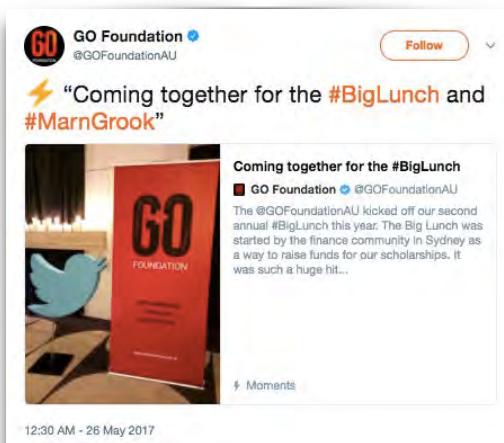 GO
FOUNDATION
GO Foundation
@GOFoundationAU
Follow
⚡ “Coming together for the #BigLunch and
#MarnGrook”
GO
FOUNDATION
Coming together for the #BigLunch
GO Foundation @GOFoundationAU
The @GOFoundationAU kicked off our second
annual #BigLunch this year. The Big Lunch was
started by the finance community in Sydney as
a way to raise funds for our scholarships. It
was such a huge hit...
Moments
12:30 AM - 26 May 2017